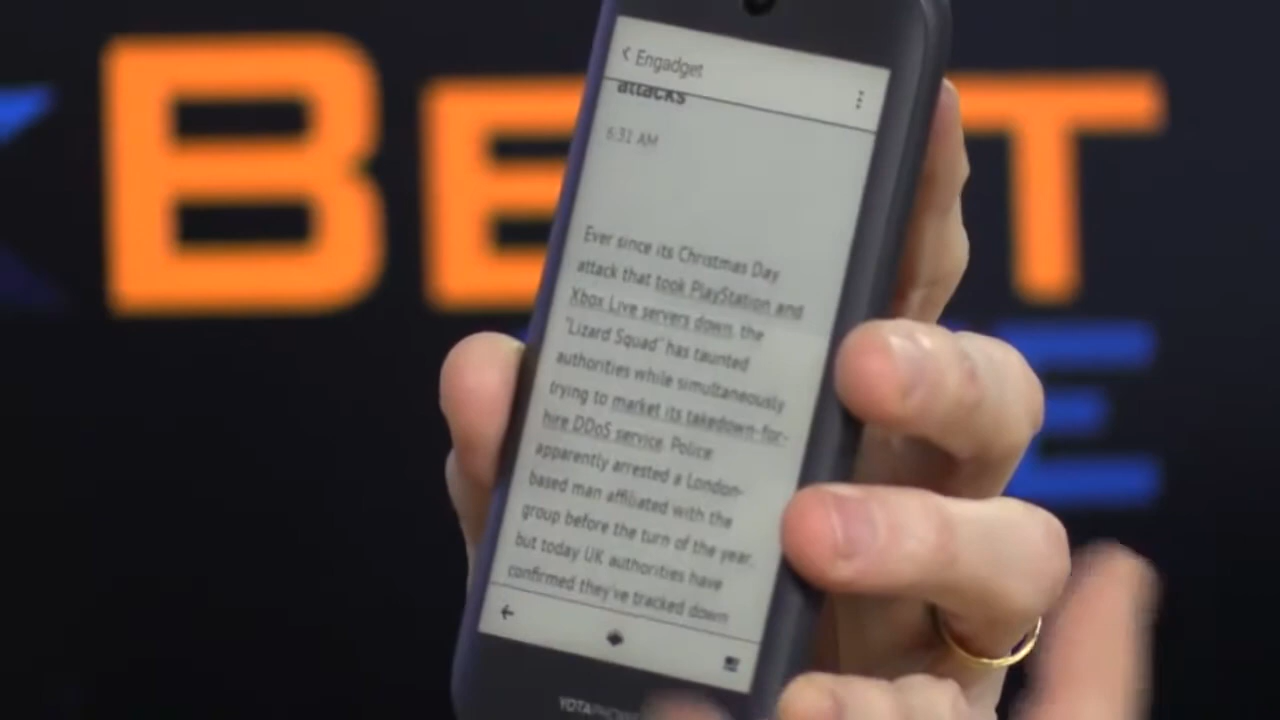 Engadget
attacks
6:31 AM
Ever since its Christmas Day
attack that took PlayStation and
Xbox Live servers down, the
"Lizard Squad" has taunted
authorities while simultaneously
trying to market its takedown-for-
hire DDoS service. Police
apparently arrested a London-
based man affiliated with the
group before the turn of the year,
but today UK authorities have
confirmed they've tracked down
YOTAPHONE
BE T
E